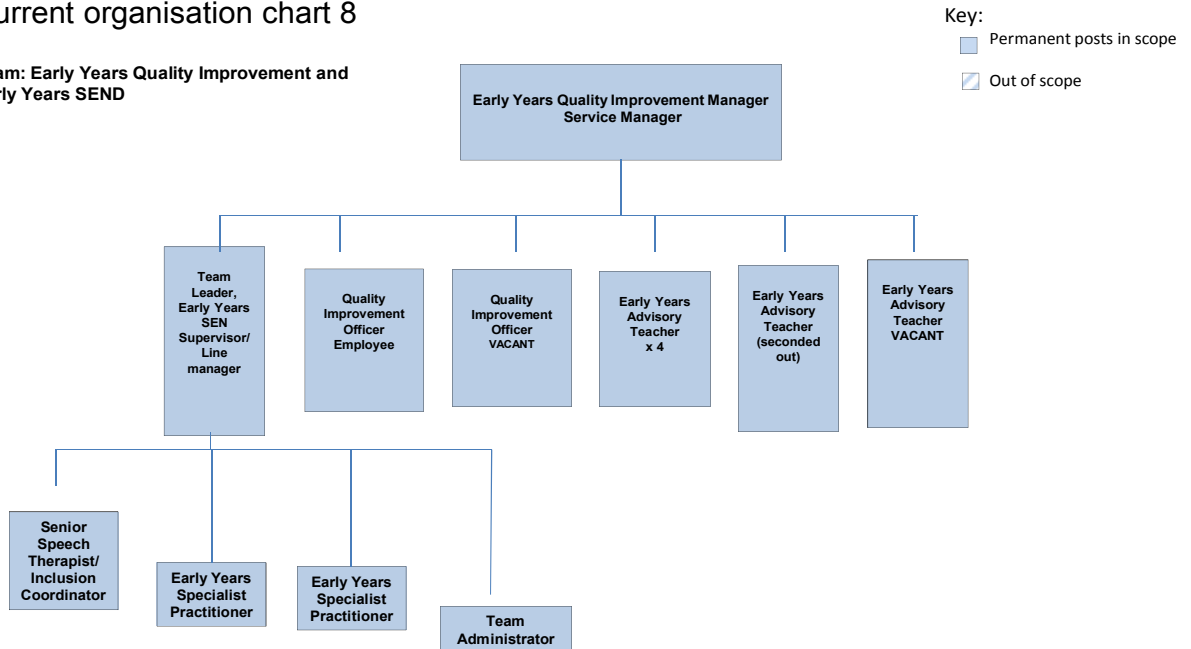 urrent organisation chart 8
Key:
Permanent posts in scope
Out of scope
am: Early Years Quality Improvement and
rly Years SEND
Early Years Quality Improvement Manager
Service Manager
Team
Leader,
Early Years
SEN
Supervisor/
Line
manager
Quality
Improvement
Officer
Employee
Quality
Improvement
Officer
VACANT
Early Years
Advisory
Teacher
x 4
Early Years
Advisory
Teacher
(seconded
out)
Early Years
Advisory
Teacher
VACANT
Senior
Speech
Therapist/
Inclusion
Coordinator
Early Years
Specialist
Practitioner
Early Years
Specialist
Practitioner
Team
Administrator